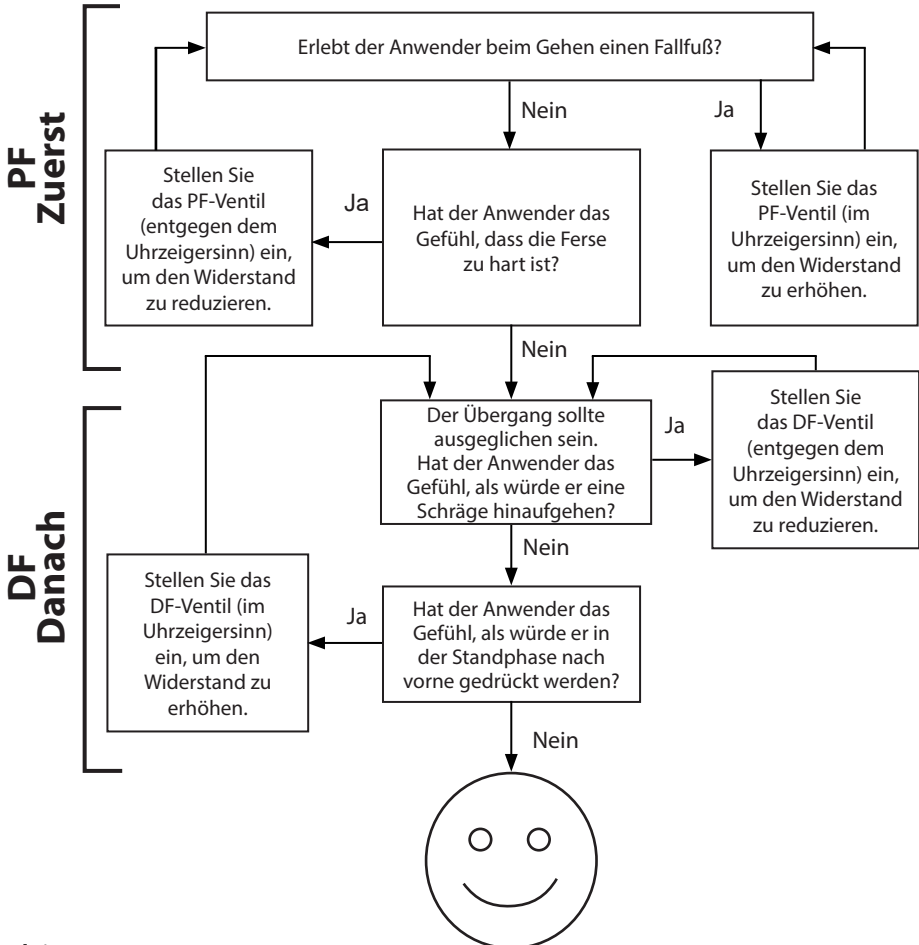 Erlebt der Anwender beim Gehen einen Fallfuß?
PF
Zuerst
Nein
Ja
Stellen Sie
das PF-Ventil
(entgegen dem
Uhrzeigersinn) ein,
um den Widerstand
zu reduzieren.
Ja
Hat der Anwender das
Gefühl, dass die Ferse
zu hart ist?
Stellen Sie das
PF-Ventil (im
Uhrzeigersinn) ein,
um den Widerstand
zu erhöhen.
Nein
DF
Danach
Der Übergang sollte
ausgeglichen sein.
Hat der Anwender das
Gefühl, als würde er eine
Schräge hinaufgehen?
Ja
Stellen Sie
das DF-Ventil
(entgegen dem
Uhrzeigersinn) ein,
um den Widerstand
zu reduzieren.
Nein
Stellen Sie das
DF-Ventil (im
Uhrzeigersinn)
ein, um den
Widerstand zu
erhöhen.
Ja
Hat der Anwender das
Gefühl, als würde er in
der Standphase nach
vorne gedrückt werden?
Nein